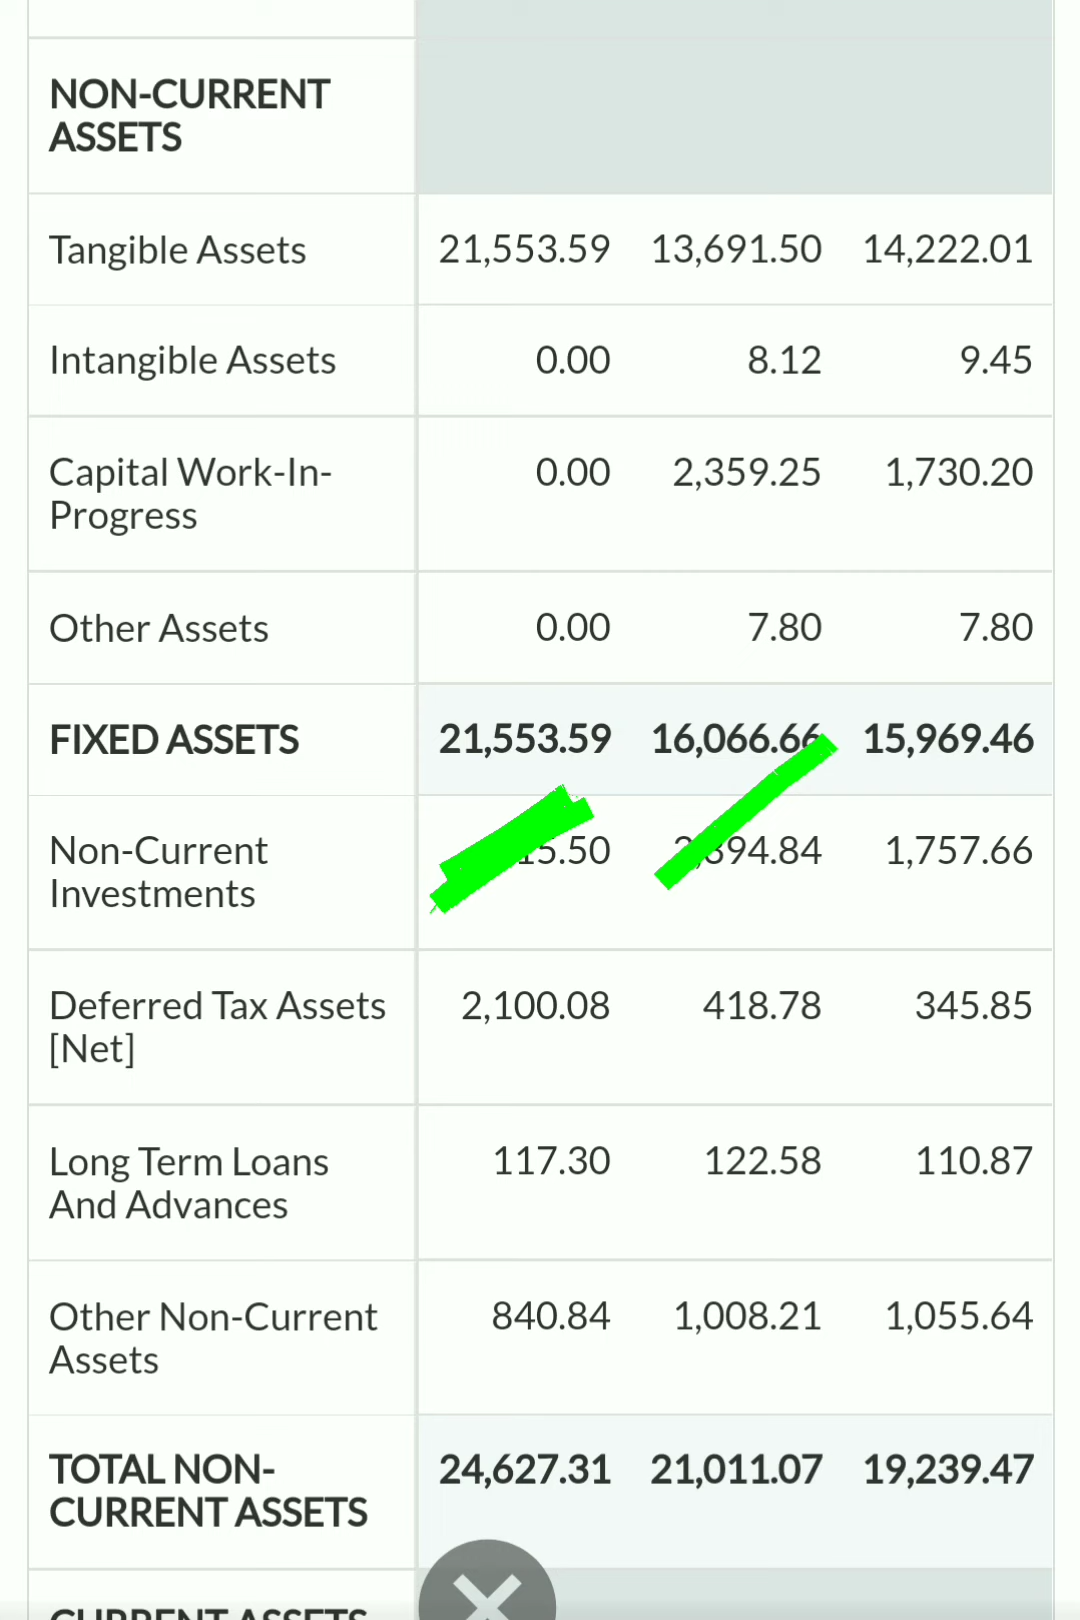 NON-CURRENT
ASSETS
Tangible Assets 21,553.59 13,691.50 14,222.01
Intangible Assets 0.00 8.12 9.45
Capital Work-In- 0.00 2,359.25 1,730.20
Progress
Other Assets 0.00 7.80 7.80
FIXED ASSETS 21,553.59 16,066.66 15,969.46
Non-Current 1,757.66
Investments
Deferred Tax Assets 2,100.08 418.78 345.85
[Net]
Long Term Loans 117.30 122.58 110.87
And Advances
Other Non-Current 840.84 1,008.21 1,055.64
Assets
TOTAL NON- 24,627.31 21,011.07 19,239.47
CURRENT ASSETS
CURRENT ASSETS